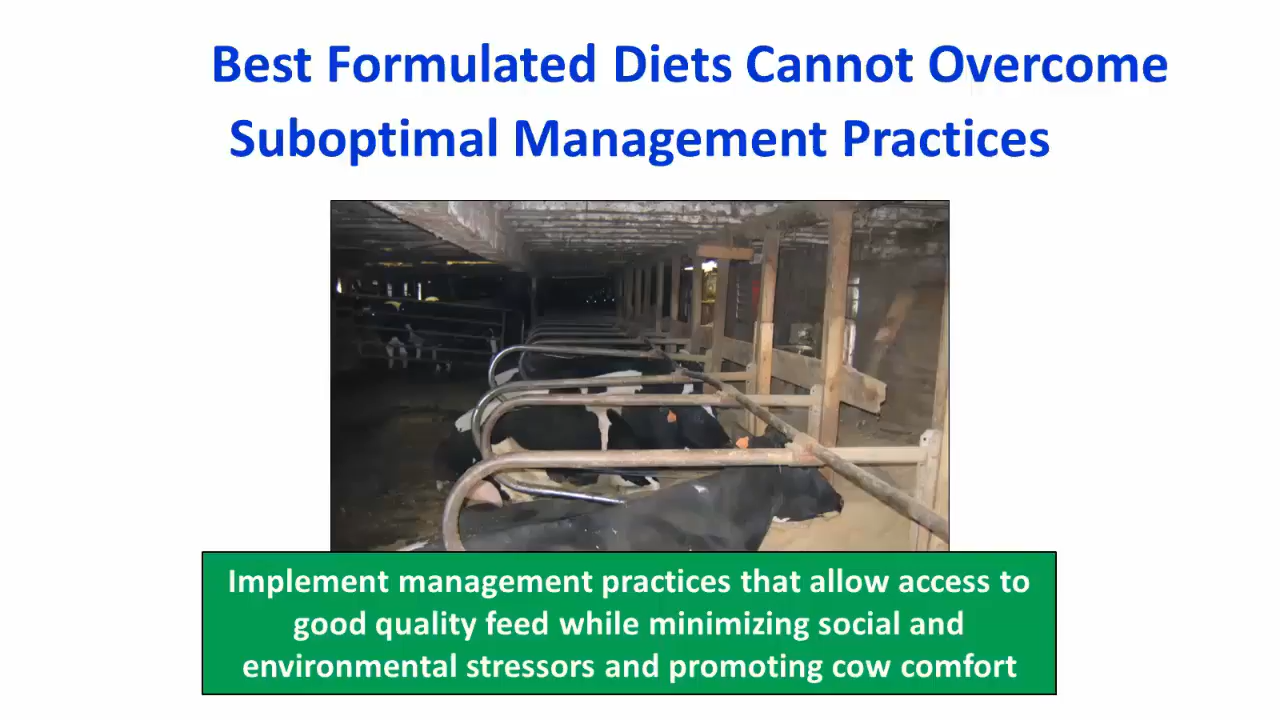 Best Formulated Diets Cannot Overcome
Suboptimal Management Practices
Implement management practices that allow access to
good quality feed while minimizing social and
environmental stressors and promoting cow comfort